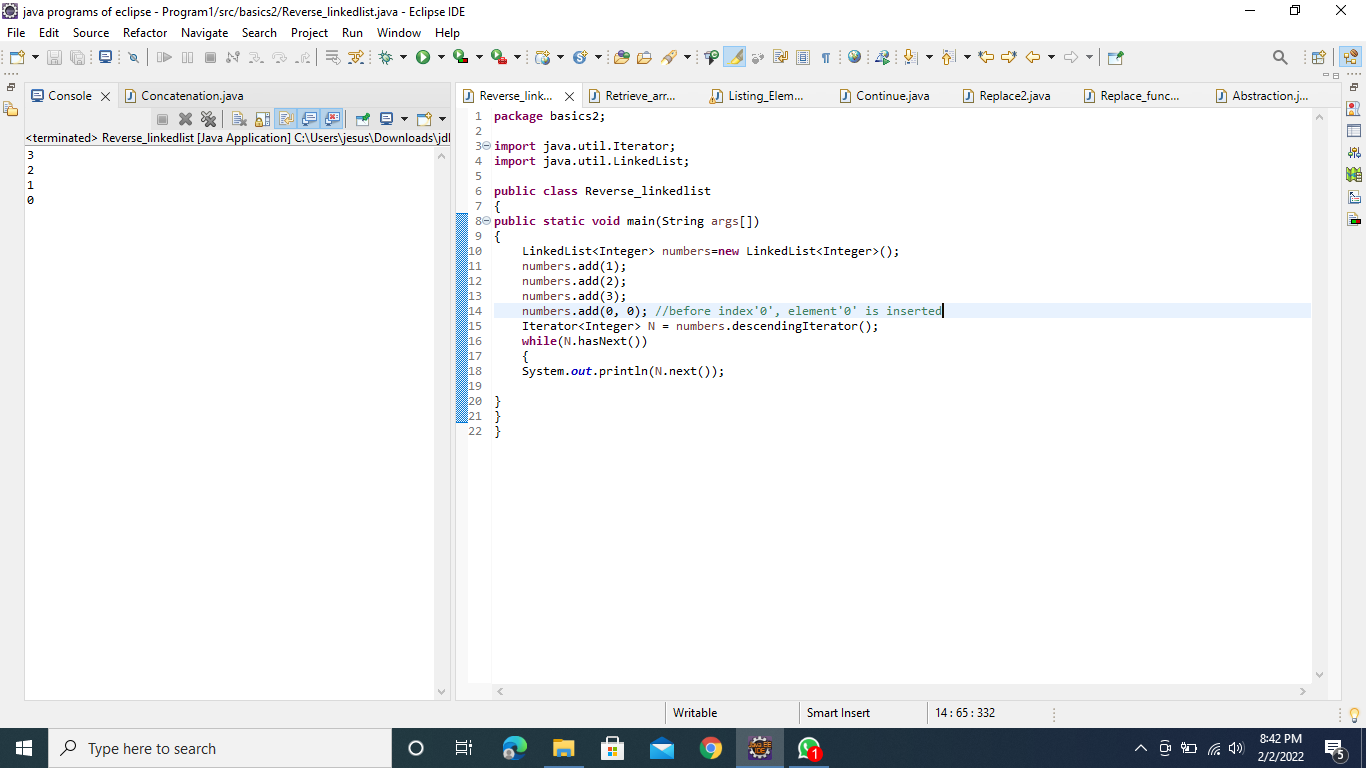 java programs of eclipse - Program1/src/basics2/Reverse_linkedlist.java - Eclipse IDE
File Edit Source Refactor Navigate Search Project Run Window Help
Console Concatenation.java
<terminated> Reverse_linkedlist [Java Application] C:\Users\jesus\Downloads\jdl
3
2
1
0
Reverse_link... Retrieve_arr... Listing_Elem... Continue.java Replace2.java Replace_func... Abstraction.j...
1 package basics2;
2
3 import java.util.Iterator;
4 import java.util.LinkedList;
5
6 public class Reverse_linkedlist
7 {
8 public static void main(String args[])
9 {
10 LinkedList<Integer> numbers=new LinkedList<Integer>();
11 numbers.add(1);
12 numbers.add(2);
13 numbers.add(3);
14 numbers.add(0, 0); //before index'0', element'0' is inserted
15 Iterator<Integer> N = numbers.descendingIterator();
16 while(N.hasNext())
17 {
18 System.out.println(N.next());
19
20 }
21 }
22 }
Writable Smart Insert 14 : 65 : 332
Type here to search
1
8:42 PM
2/2/2022
5